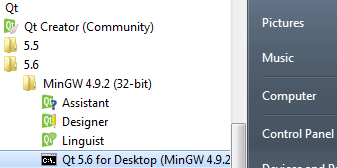 Qt
Qt Creator (Community)
5.5
5.6
MinGW 4.9.2 (32-bit)
Assistant
Designer
Linguist
Qt 5.6 for Desktop (MinGW 4.9.2
Pictures
Music
Computer
Control Panel